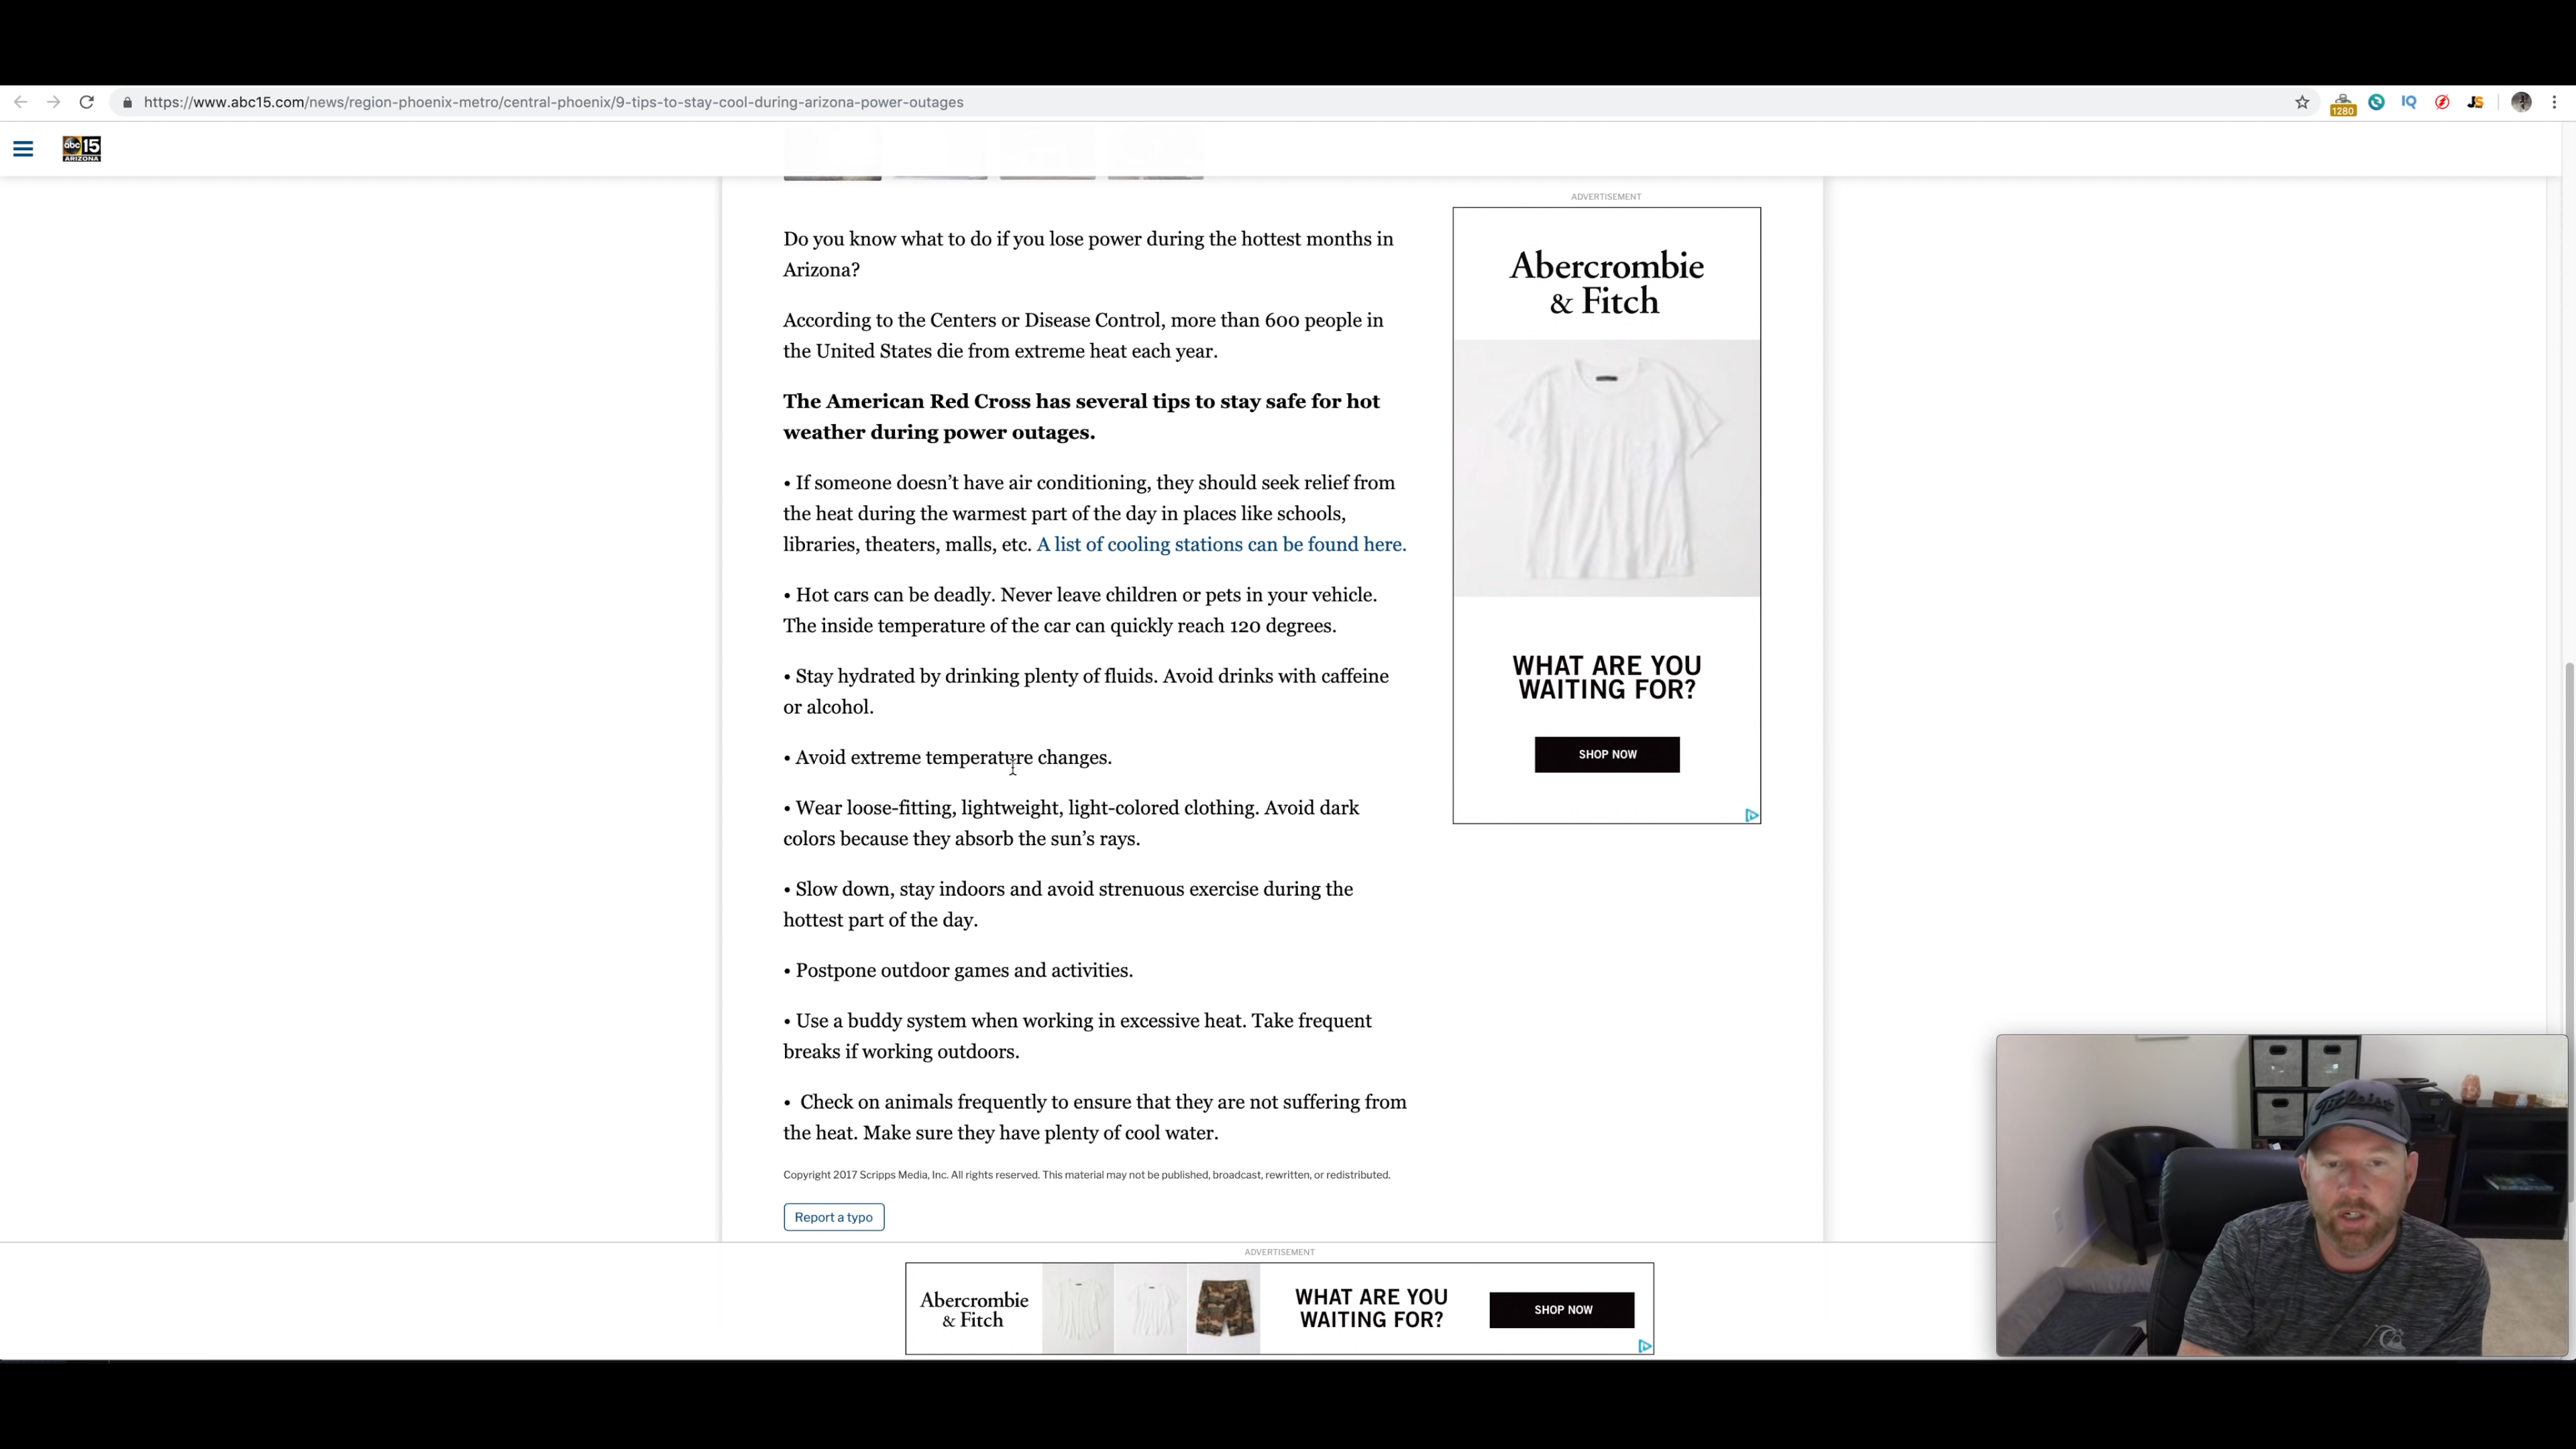 https://www.abc15.com/news/region-phoenix-metro/central-phoenix/9-tips-to-stay-cool-during-arizona-power-outages
1280
IQ
JS
abc 15
ARIZONA
Do you know what to do if you lose power during the hottest months in
Arizona?
According to the Centers or Disease Control, more than 600 people in
the United States die from extreme heat each year.
The American Red Cross has several tips to stay safe for hot
weather during power outages.
• If someone doesn’t have air conditioning, they should seek relief from
the heat during the warmest part of the day in places like schools,
libraries, theaters, malls, etc. A list of cooling stations can be found here.
• Hot cars can be deadly. Never leave children or pets in your vehicle.
The inside temperature of the car can quickly reach 120 degrees.
• Stay hydrated by drinking plenty of fluids. Avoid drinks with caffeine
or alcohol.
• Avoid extreme temperature changes.
• Wear loose-fitting, lightweight, light-colored clothing. Avoid dark
colors because they absorb the sun’s rays.
• Slow down, stay indoors and avoid strenuous exercise during the
hottest part of the day.
• Postpone outdoor games and activities.
• Use a buddy system when working in excessive heat. Take frequent
breaks if working outdoors.
• Check on animals frequently to ensure that they are not suffering from
the heat. Make sure they have plenty of cool water.
Copyright 2017 Scripps Media, Inc. All rights reserved. This material may not be published, broadcast, rewritten, or redistributed.
Report a typo
ADVERTISEMENT
Abercrombie
& Fitch
WHAT ARE YOU
WAITING FOR?
SHOP NOW
ADVERTISEMENT
Abercrombie
& Fitch
WHAT ARE YOU
WAITING FOR?
SHOP NOW
Titleist